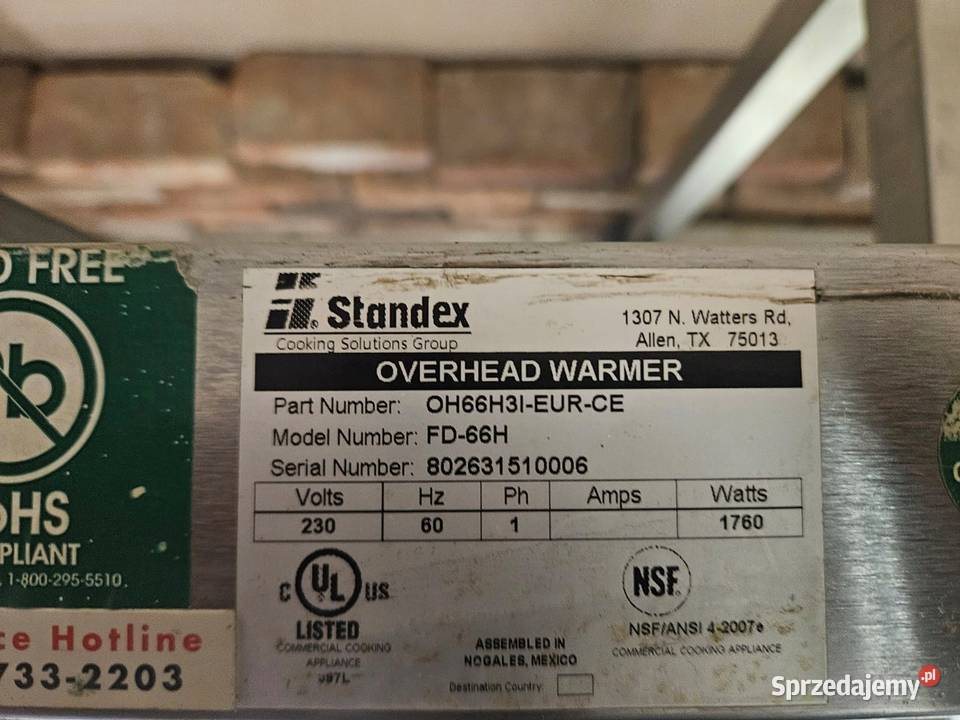 D FREE
b
HS
PLIANT
1-800-295-5510.
ce Hotline
733-2203
Standex
Cooking Solutions Group
1307 N. Watters Rd,
Allen, TX 75013
OVERHEAD WARMER
Part Number: OH66H3I-EUR-CE
Model Number: FD-66H
Serial Number: 802631510006
Volts Hz Ph Amps Watts
230 60 1 1760
C UL US
LISTED
COMMERCIAL COOKING
APPLIANCE
987L
ASSEMBLED IN
NOGALES, MEXICO
Destination Country:
NSF
NSF/ANSI 4-2007e
COMMERCIAL COOKING APPLIANCE
Sprzedajemy.pl